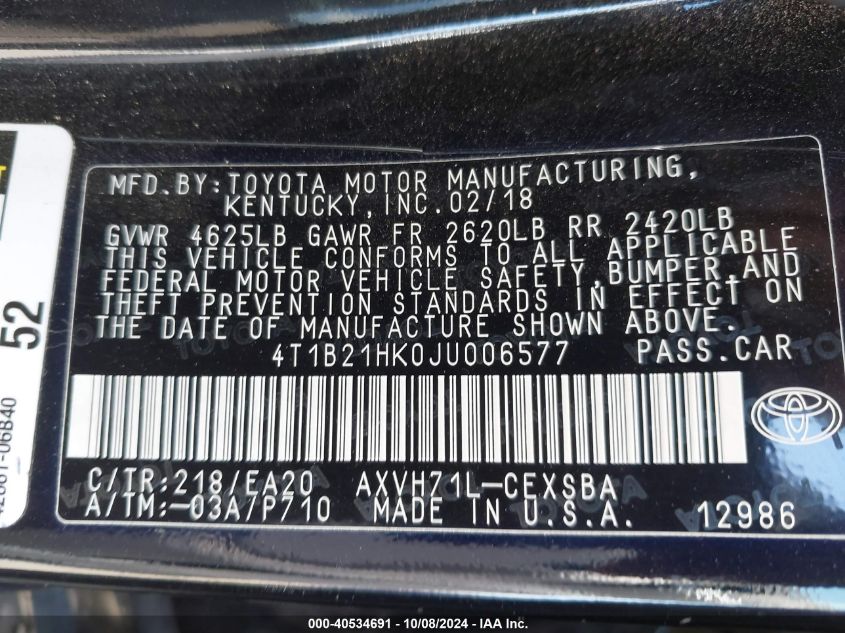 MFD.BY:TOYOTA MOTOR MANUFACTURING,
KENTUCKY,INC.02/18
GVWR 4625LB GAWR FR 2620LB RR 2420LB
THIS VEHICLE CONFORMS TO ALL APPLICABLE
FEDERAL MOTOR VEHICLE SAFETY,BUMPER,AND
THEFT PREVENTION STANDARDS IN EFFECT ON
THE DATE OF MANUFACTURE SHOWN ABOVE.
4T1B21HK0JU006577 PASS.CAR
C/TR:218/EA20 AXVH71L-CEXSBA
A/TM:-03A7P710 MADE IN U.S.A. 12986
52
000-40534691 - 10/08/2024 - IAA Inc.